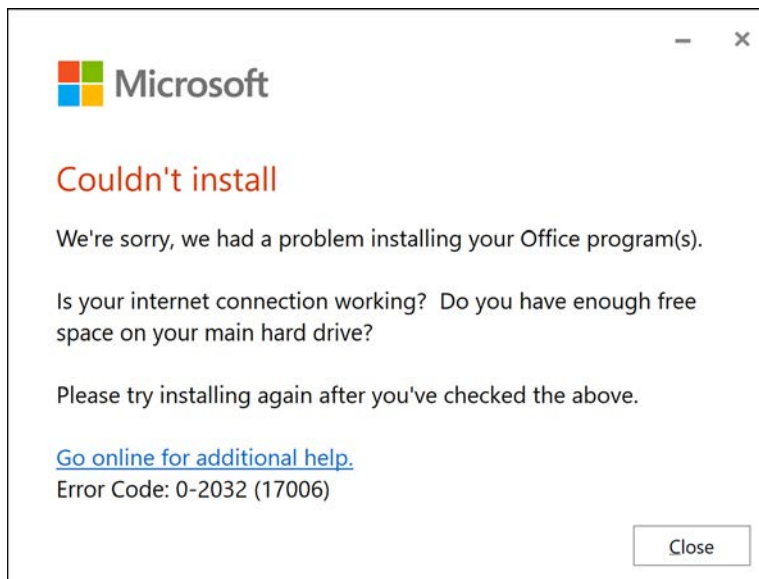 Microsoft
Couldn't install
We're sorry, we had a problem installing your Office program(s).
Is your internet connection working?  Do you have enough free
space on your main hard drive?
Please try installing again after you've checked the above.
Go online for additional help.
Error Code: 0-2032 (17006)
Close